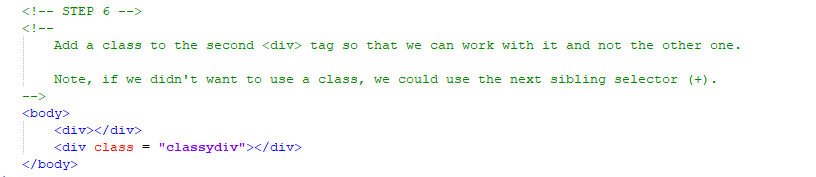 <!-- STEP 6 -->
<!--
Add a class to the second <div> tag so that we can work with it and not the other one.
Note, if we didn't want to use a class, we could use the next sibling selector (+).
-->
<body>
<div></div>
<div class = "classydiv"></div>
</body>